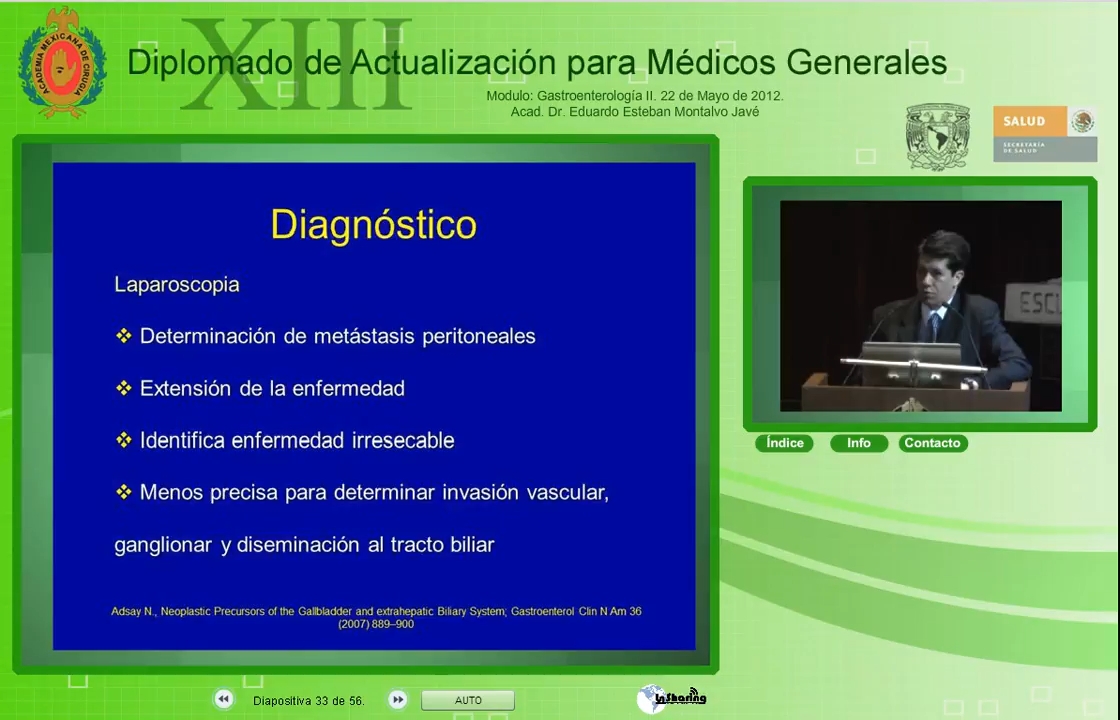 ACADEMIA MEXICANA DE CIRUGIA
XIII
Diplomado de Actualización para Médicos Generales
Modulo: Gastroenterología II. 22 de Mayo de 2012.
Acad. Dr. Eduardo Esteban Montalvo Javé
SALUD
SECRETARÍA
DE SALUD
Diagnóstico
Laparoscopia
❖ Determinación de metástasis peritoneales
❖ Extensión de la enfermedad
❖ Identifica enfermedad irresecable
❖ Menos precisa para determinar invasión vascular,
ganglionar y diseminación al tracto biliar
Adsay N., Neoplastic Precursors of the Gallbladder and extrahepatic Biliary System; Gastroenterol Clin N Am 36
(2007) 889–900
ESCU
Índice
Info
Contacto
Diapositiva 33 de 56.
AUTO
InSharing